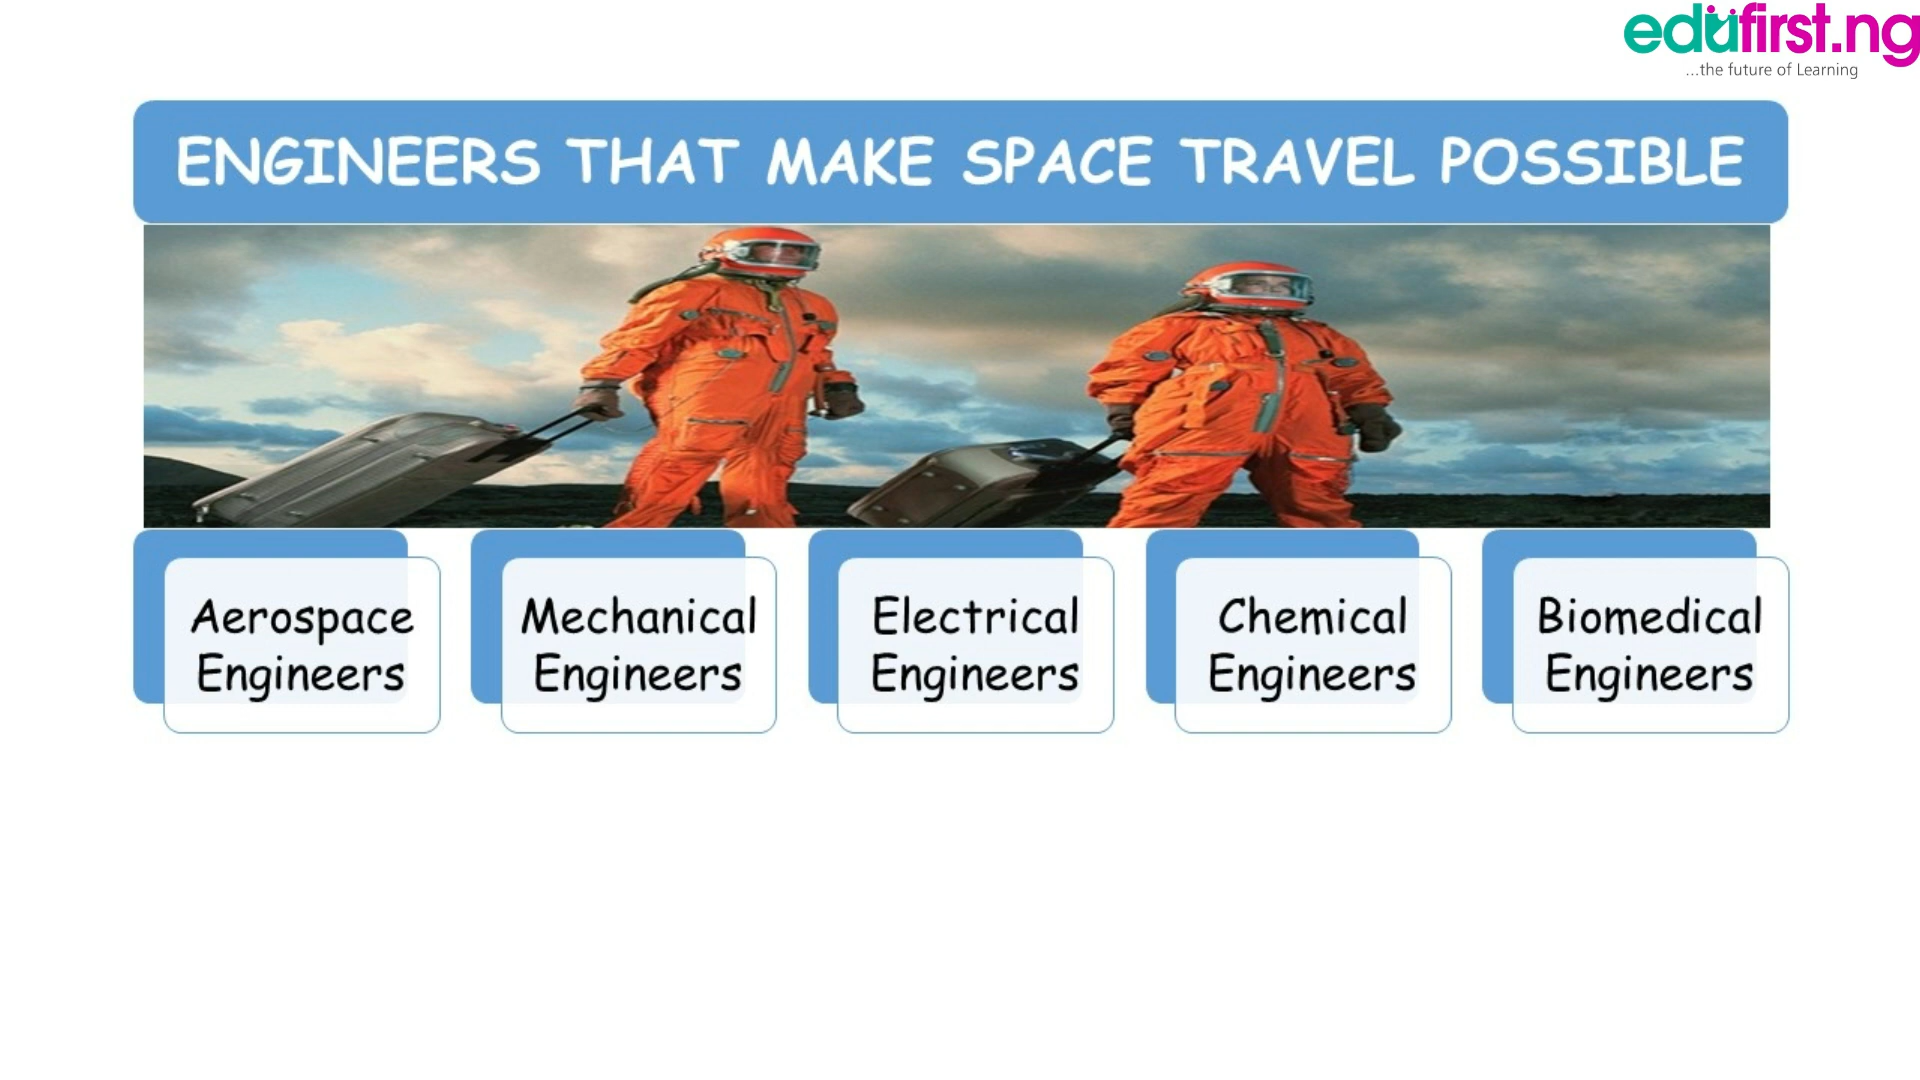 edufirst.ng
...the future of Learning
ENGINEERS THAT MAKE SPACE TRAVEL POSSIBLE
Aerospace
Engineers
Mechanical
Engineers
Electrical
Engineers
Chemical
Engineers
Biomedical
Engineers